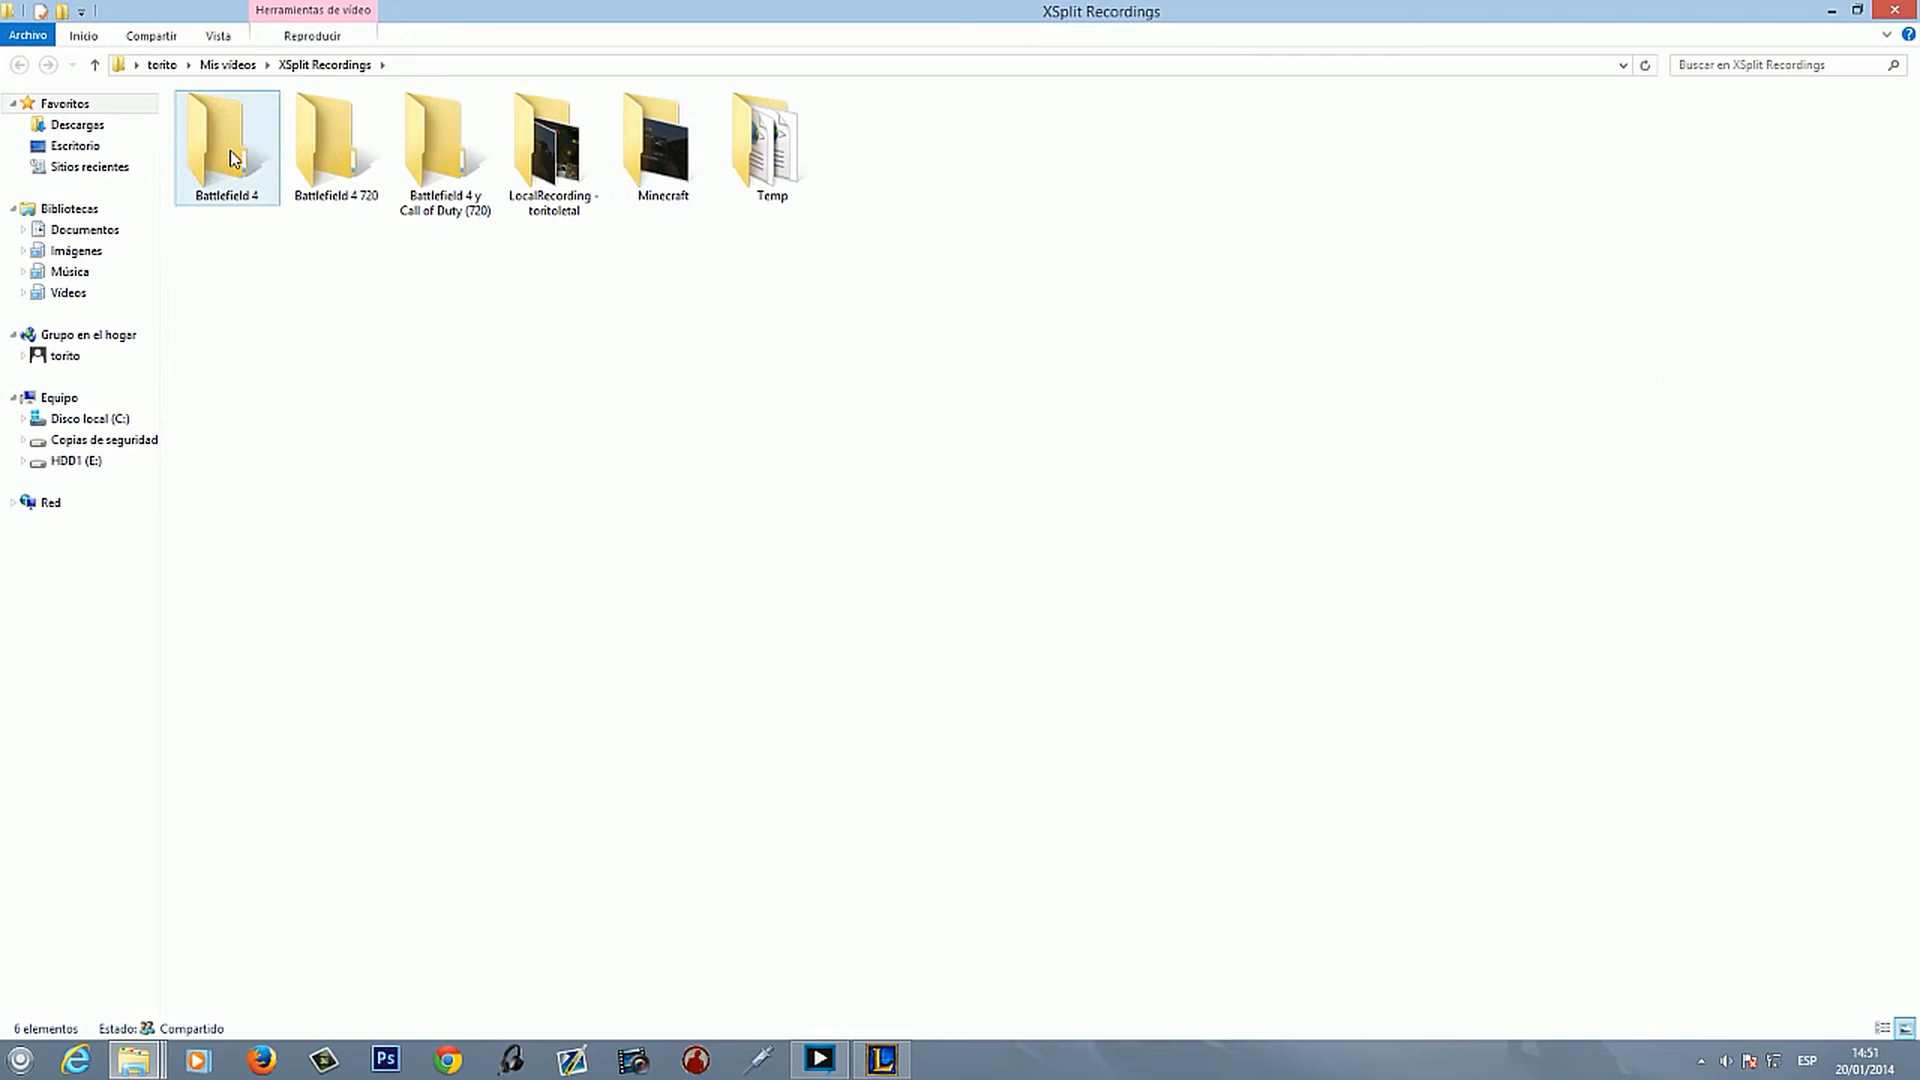 Herramientas de vídeo
XSplit Recordings
Archivo
Inicio
Compartir
Vista
Reproducir
torito
Mis vídeos
XSplit Recordings
Buscar en XSplit Recordings
Favoritos
Descargas
Escritorio
Sitios recientes
Bibliotecas
Documentos
Imágenes
Música
Vídeos
Grupo en el hogar
torito
Equipo
Disco local (C:)
Copias de seguridad
HDD1 (E:)
Red
Battlefield 4
Battlefield 4 720
Battlefield 4 y
Call of Duty (720)
LocalRecording -
toritoletal
Minecraft
Temp
6 elementos
Estado:
Compartido
Ps
L
ESP
14:51
20/01/2014